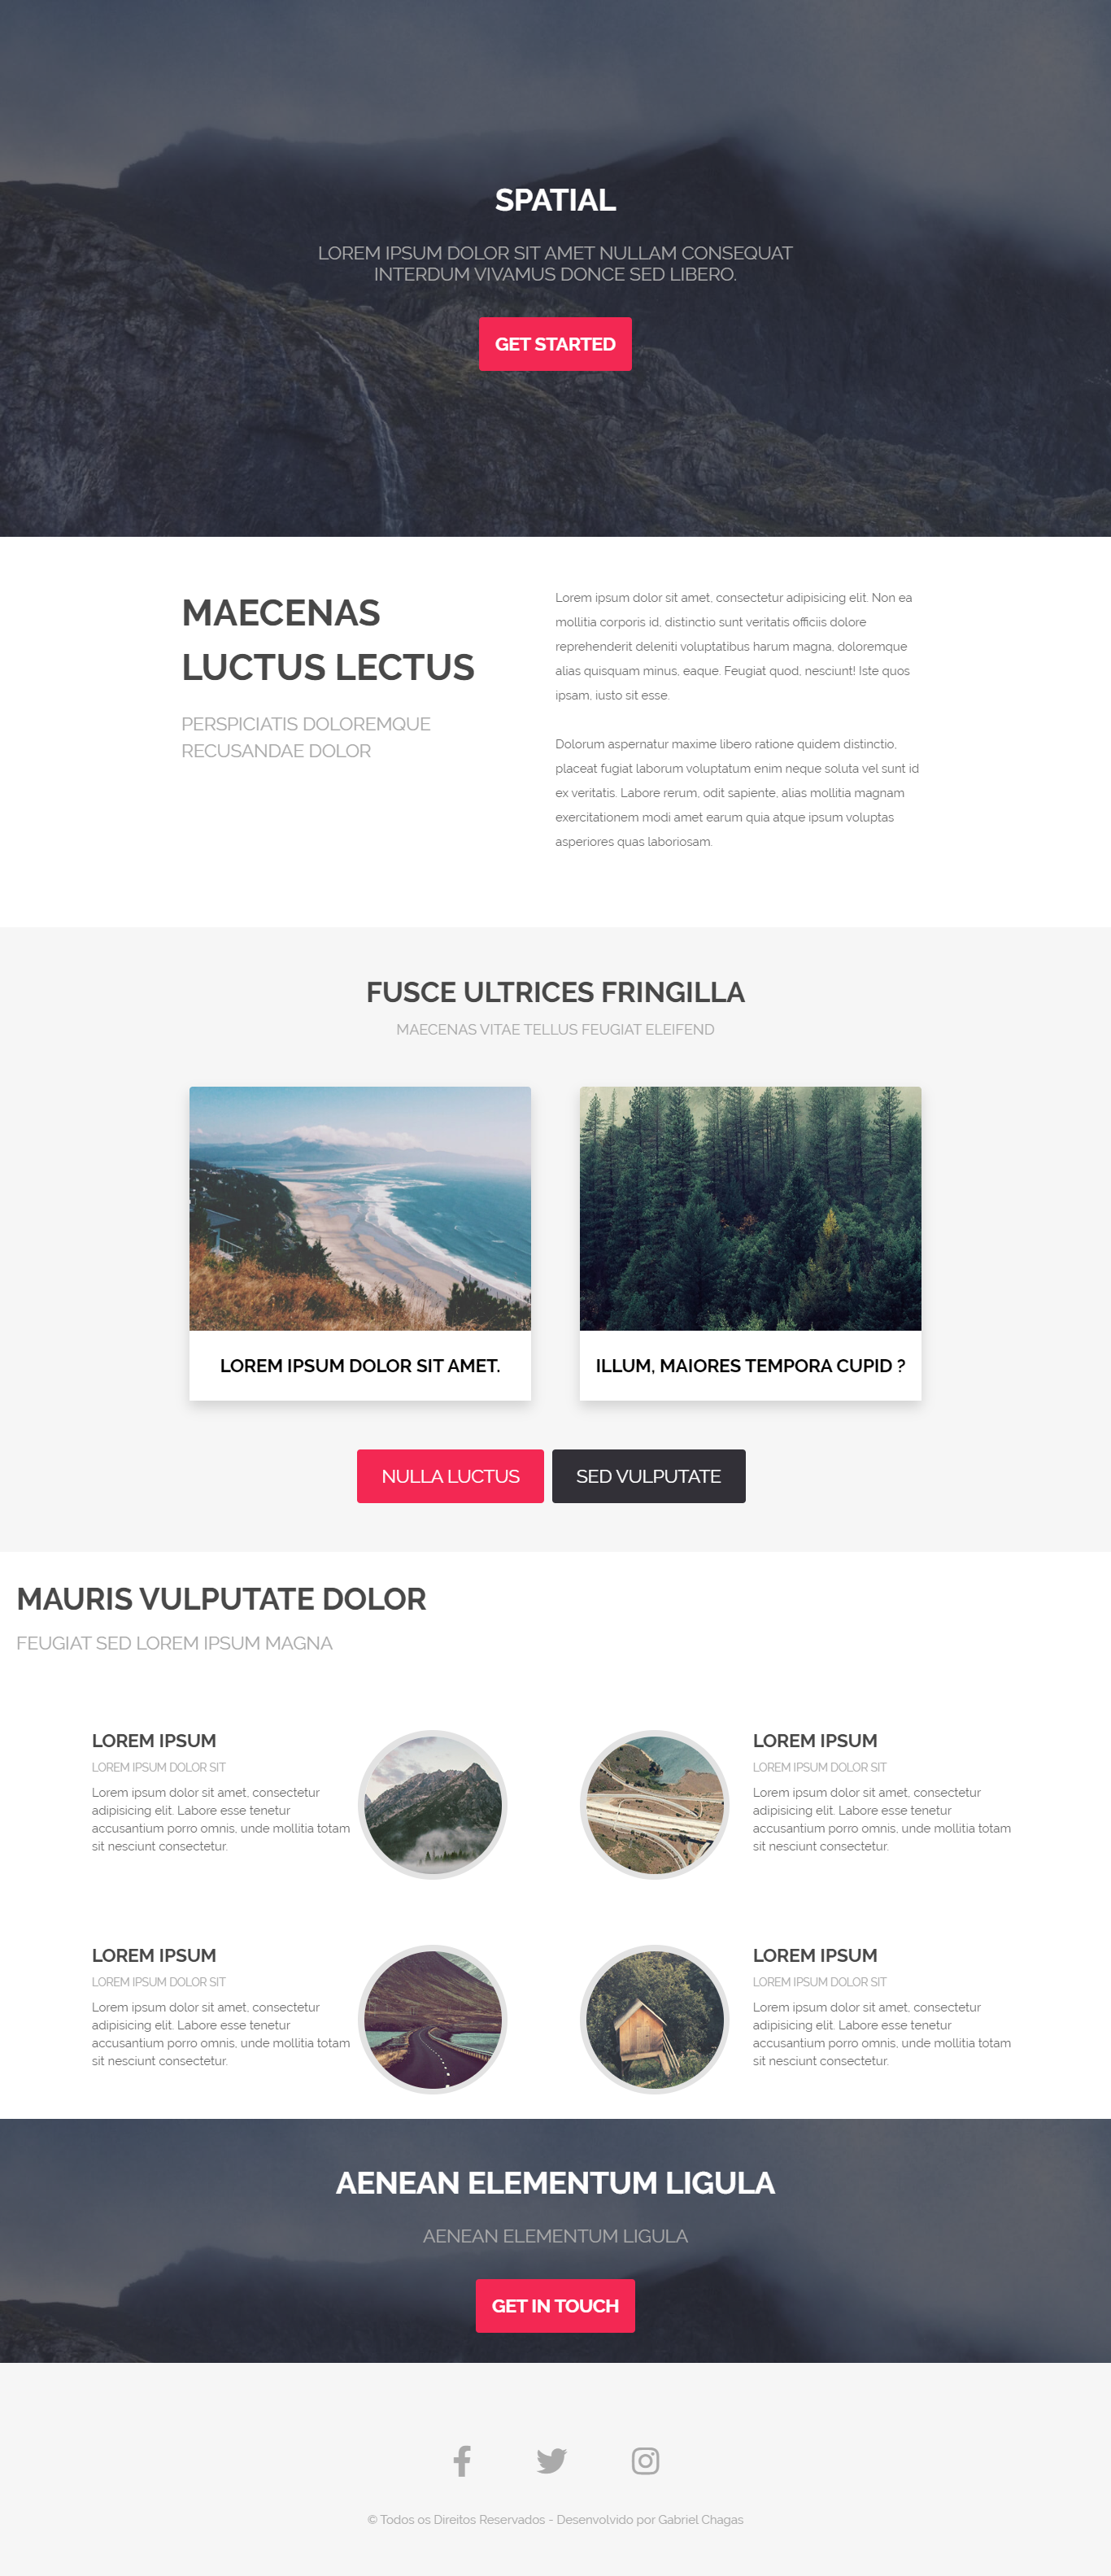 SPATIAL
LOREM IPSUM DOLOR SIT AMET NULLAM CONSEQUAT
INTERDUM VIVAMUS DONCE SED LIBERO.
GET STARTED
MAECENAS
LUCTUS LECTUS
PERSPICIATIS DOLOREMQUE
RECUSANDAE DOLOR
Lorem ipsum dolor sit amet, consectetur adipisicing elit. Non ea
mollitia corporis id, distinctio sunt veritatis officiis dolore
reprehenderit deleniti voluptatibus harum magna, doloremque
alias quisquam minus, eaque. Feugiat quod, nesciunt! Iste quos
ipsam, iusto sit esse.
Dolorum aspernatur maxime libero ratione quidem distinctio,
placeat fugiat laborum voluptatum enim neque soluta vel sunt id
ex veritatis. Labore rerum, odit sapiente, alias mollitia magnam
exercitationem modi amet earum quia atque ipsum voluptas
asperiores quas laboriosam.
FUSCE ULTRICES FRINGILLA
MAECENAS VITAE TELLUS FEUGIAT ELEIFEND
LOREM IPSUM DOLOR SIT AMET.
ILLUM, MAIORES TEMPORA CUPID ?
NULLA LUCTUS
SED VULPUTATE
MAURIS VULPUTATE DOLOR
FEUGIAT SED LOREM IPSUM MAGNA
LOREM IPSUM
LOREM IPSUM DOLOR SIT
Lorem ipsum dolor sit amet, consectetur
adipisicing elit. Labore esse tenetur
accusantium porro omnis, unde mollitia totam
sit nesciunt consectetur.
LOREM IPSUM
LOREM IPSUM DOLOR SIT
Lorem ipsum dolor sit amet, consectetur
adipisicing elit. Labore esse tenetur
accusantium porro omnis, unde mollitia totam
sit nesciunt consectetur.
LOREM IPSUM
LOREM IPSUM DOLOR SIT
Lorem ipsum dolor sit amet, consectetur
adipisicing elit. Labore esse tenetur
accusantium porro omnis, unde mollitia totam
sit nesciunt consectetur.
LOREM IPSUM
LOREM IPSUM DOLOR SIT
Lorem ipsum dolor sit amet, consectetur
adipisicing elit. Labore esse tenetur
accusantium porro omnis, unde mollitia totam
sit nesciunt consectetur.
AENEAN ELEMENTUM LIGULA
AENEAN ELEMENTUM LIGULA
GET IN TOUCH
© Todos os Direitos Reservados - Desenvolvido por Gabriel Chagas